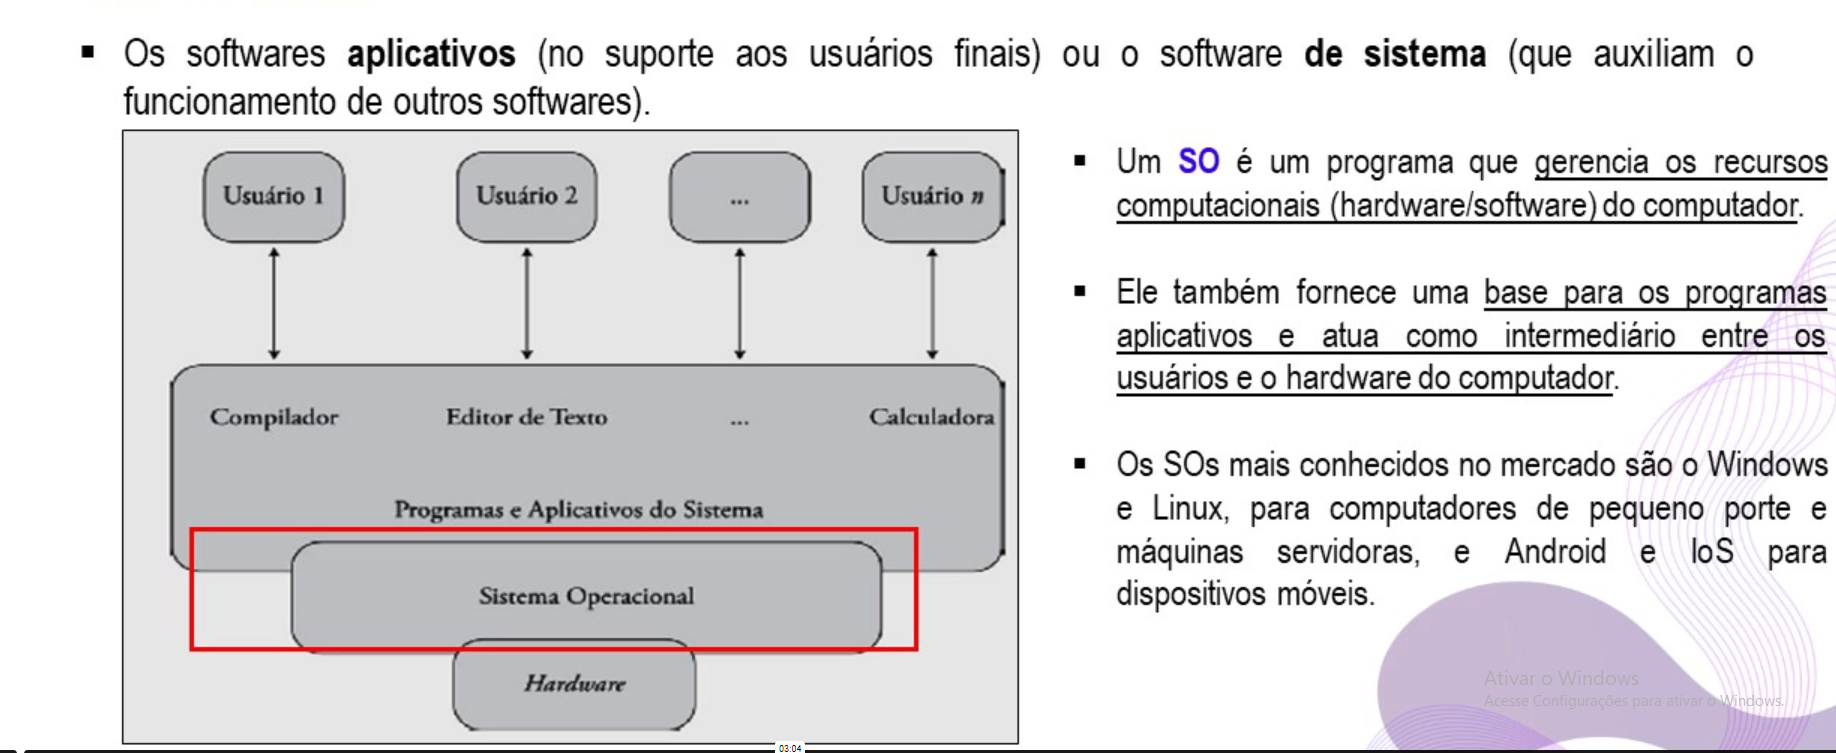 ▪ Os softwares aplicativos (no suporte aos usuários finais) ou o software de sistema (que auxiliam o
funcionamento de outros softwares).
Usuário 1
Usuário 2
...
Usuário n
Compilador
Editor de Texto
...
Calculadora
Programas e Aplicativos do Sistema
Sistema Operacional
Hardware
▪ Um SO é um programa que gerencia os recursos
computacionais (hardware/software) do computador.
▪ Ele também fornece uma base para os programas
aplicativos e atua como intermediário entre os
usuários e o hardware do computador.
▪ Os SOs mais conhecidos no mercado são o Windows
e Linux, para computadores de pequeno porte e
máquinas servidoras, e Android e IoS para
dispositivos móveis.
Ativar o Windows
Acesse Configurações para ativar o Windows.
03:04